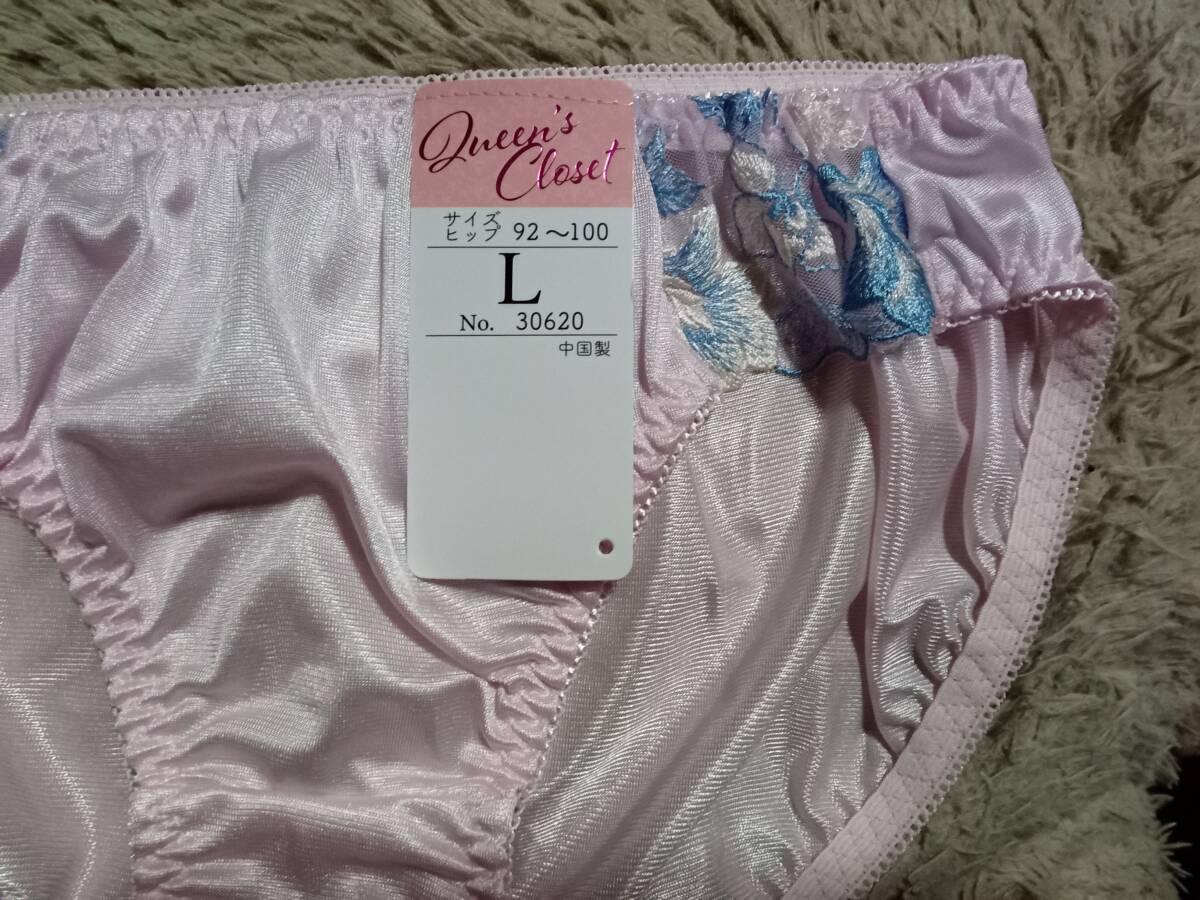 Queen's
Closet
サイズ
ヒップ 92～100
L
No. 30620
中国製